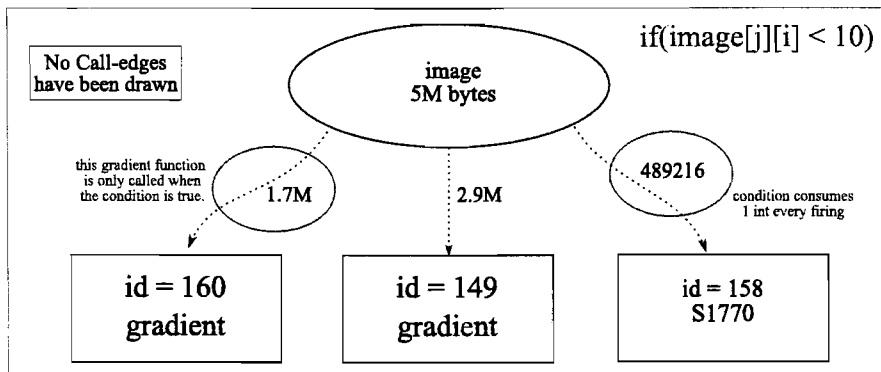 if(image[j][i] < 10)
No Call-edges
have been drawn
image
5M bytes
this gradient function
is only called when
the condition is true.
1.7M
2.9M
489216
condition consumes
1 int every firing
id = 160
gradient
id = 149
gradient
id = 158
S1770